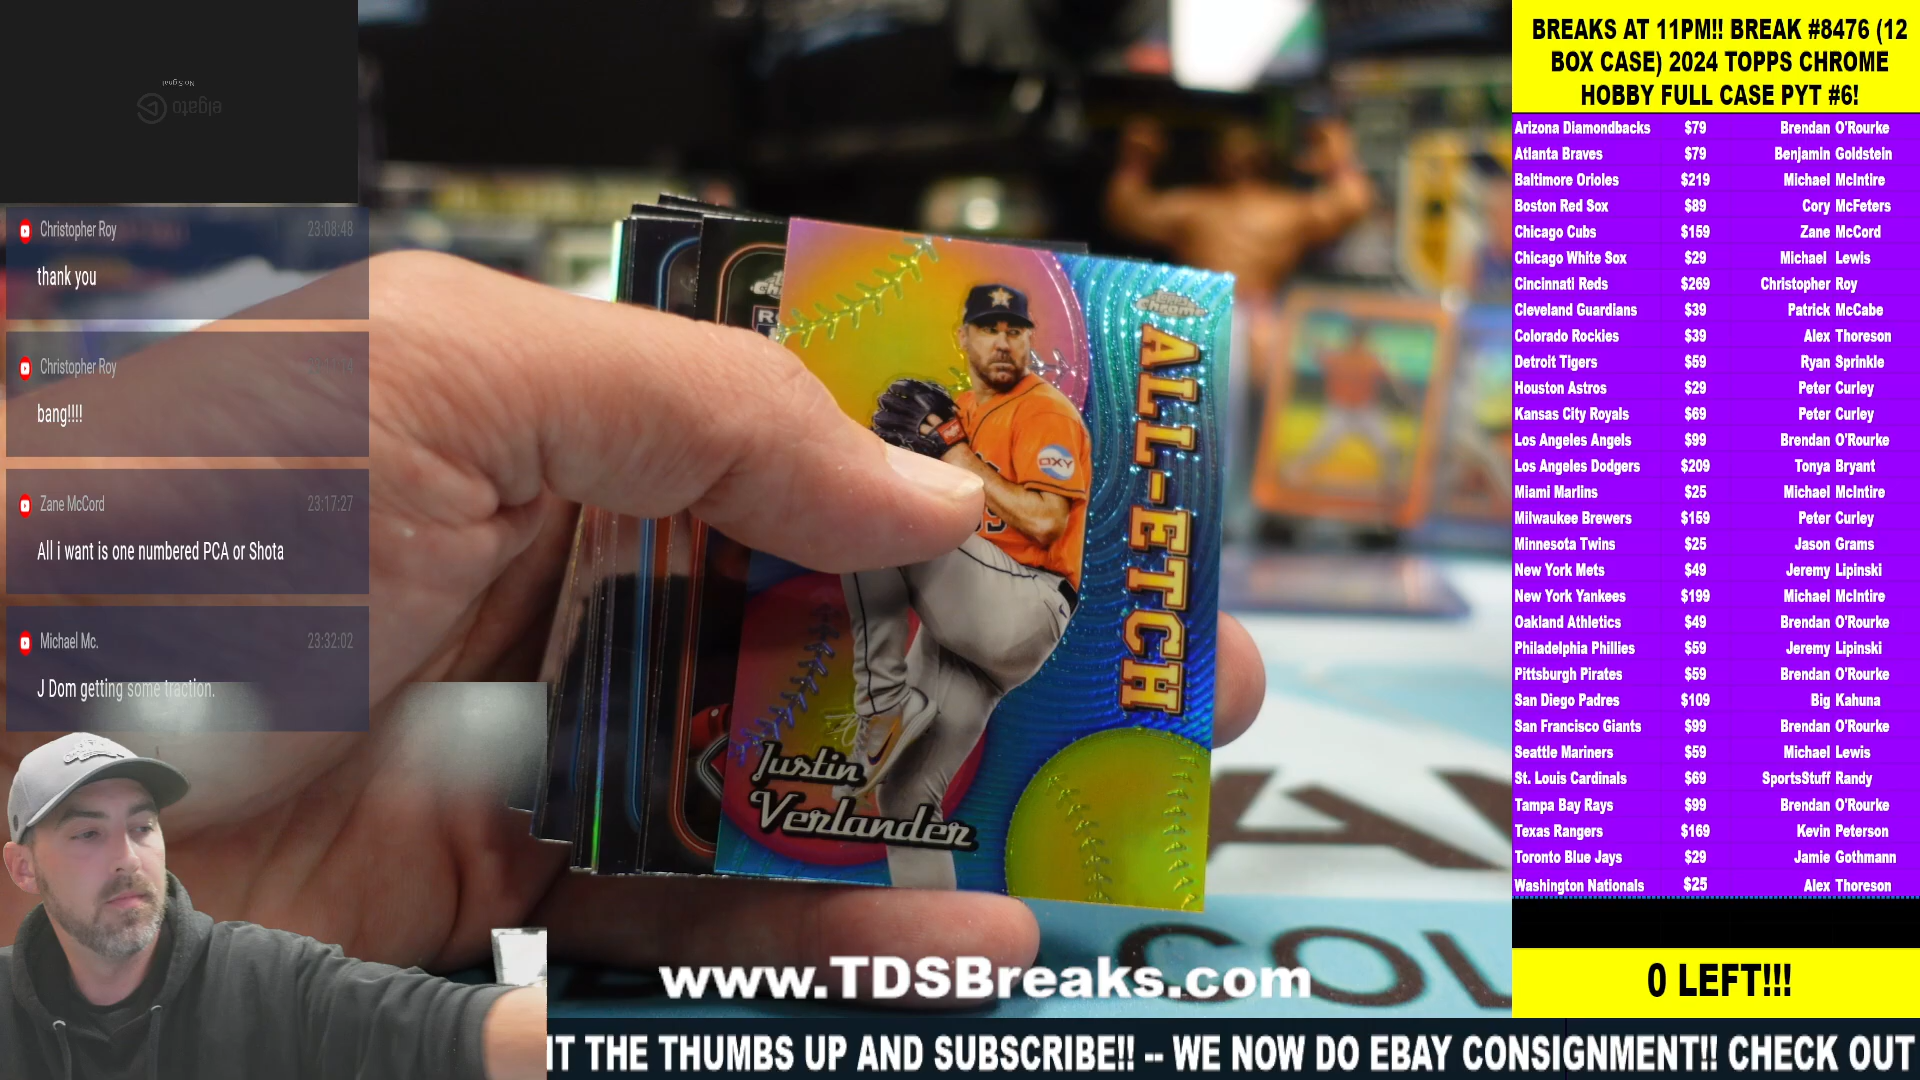 No Signal
elgato
Christopher Roy 23:08:48
thank you
Christopher Roy
bang!!!!
Zane McCord 23:17:27
All i want is one numbered PCA or Shota
Michael Mc. 23:32:02
J Dom getting some traction.
Topps Chrome
ALL-ETCH
OXY
Justin
Verlander
www.TDSBreaks.com
IT THE THUMBS UP AND SUBSCRIBE!! -- WE NOW DO EBAY CONSIGNMENT!! CHECK OUT
BREAKS AT 11PM!! BREAK #8476 (12
BOX CASE) 2024 TOPPS CHROME
HOBBY FULL CASE PYT #6!
Arizona Diamondbacks $79 Brendan O'Rourke
Atlanta Braves $79 Benjamin Goldstein
Baltimore Orioles $219 Michael McIntire
Boston Red Sox $89 Cory McFeters
Chicago Cubs $159 Zane McCord
Chicago White Sox $29 Michael Lewis
Cincinnati Reds $269 Christopher Roy
Cleveland Guardians $39 Patrick McCabe
Colorado Rockies $39 Alex Thoreson
Detroit Tigers $59 Ryan Sprinkle
Houston Astros $29 Peter Curley
Kansas City Royals $69 Peter Curley
Los Angeles Angels $99 Brendan O'Rourke
Los Angeles Dodgers $209 Tonya Bryant
Miami Marlins $25 Michael McIntire
Milwaukee Brewers $159 Peter Curley
Minnesota Twins $25 Jason Grams
New York Mets $49 Jeremy Lipinski
New York Yankees $199 Michael McIntire
Oakland Athletics $49 Brendan O'Rourke
Philadelphia Phillies $59 Jeremy Lipinski
Pittsburgh Pirates $59 Brendan O'Rourke
San Diego Padres $109 Big Kahuna
San Francisco Giants $99 Brendan O'Rourke
Seattle Mariners $59 Michael Lewis
St. Louis Cardinals $69 SportsStuff Randy
Tampa Bay Rays $99 Brendan O'Rourke
Texas Rangers $169 Kevin Peterson
Toronto Blue Jays $29 Jamie Gothmann
Washington Nationals $25 Alex Thoreson
0 LEFT!!!